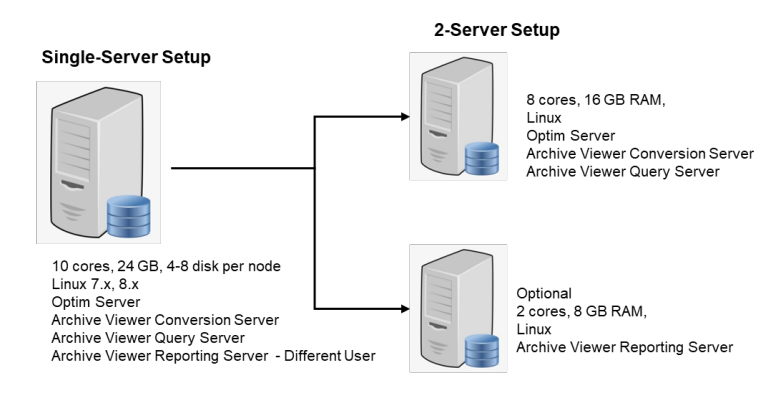 2-Server Setup
Single-Server Setup
8 cores, 16 GB RAM,
Linux
Optim Server
Archive Viewer Conversion Server
Archive Viewer Query Server
10 cores, 24 GB, 4-8 disk per node
Linux 7.x, 8.x
Optim Server
Archive Viewer Conversion Server
Archive Viewer Query Server
Archive Viewer Reporting Server - Different User
Optional
2 cores, 8 GB RAM,
Linux
Archive Viewer Reporting Server